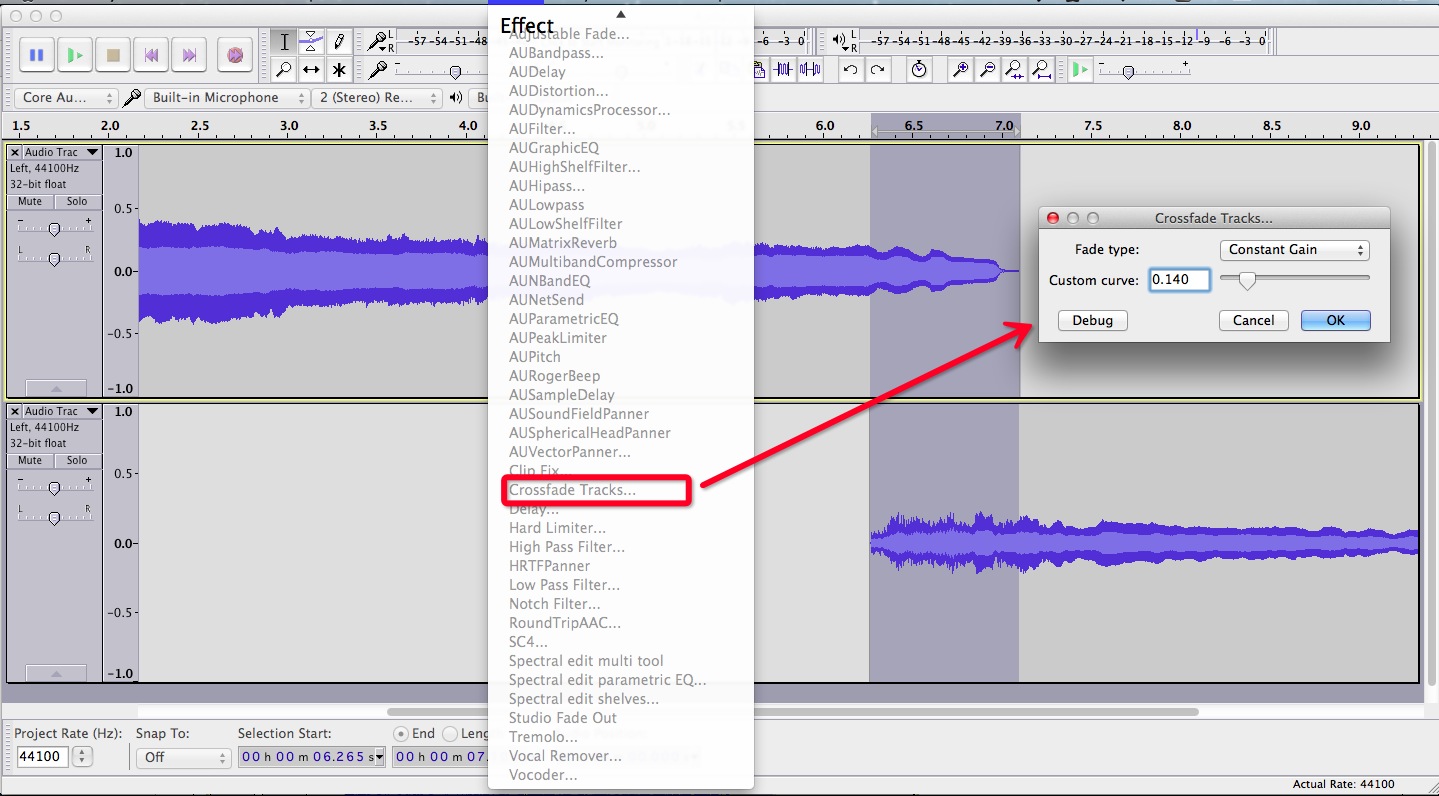 Effect
Adjustable Fade...
AUBandpass...
AUDelay
AUDistortion...
AUDynamicsProcessor...
AUFilter...
AUGraphicEQ
AUHighShelfFilter...
AUHipass...
AULowpass
AULowShelfFilter
AUMatrixReverb
AUMultibandCompressor
AUNBandEQ
AUNetSend
AUParametricEQ
AUPeakLimiter
AUPitch
AURogerBeep
AUSampleDelay
AUSoundFieldPanner
AUSphericalHeadPanner
AUVectorPanner...
Clip Fix...
Crossfade Tracks...
Delay...
Hard Limiter...
High Pass Filter...
HRTFPanner
Low Pass Filter...
Notch Filter...
RoundTripAAC...
SC4...
Spectral edit multi tool
Spectral edit parametric EQ...
Spectral edit shelves...
Studio Fade Out
Tremolo...
Vocal Remover...
Vocoder...
L
R
-57 -54 -51 -48
-6 -3 0
L
R
-57 -54 -51 -48 -45 -42 -39 -36 -33 -30 -27 -24 -21 -18 -15 -12 -9 -6 -3 0
- +
- +
Core Au... Built-in Microphone 2 (Stereo) Re... Bu
1.5 2.0 2.5 3.0 3.5 4.0 6.0 6.5 7.0 7.5 8.0 8.5 9.0
× Audio Trac ▼
Left, 44100Hz
32-bit float
Mute Solo
- +
L R
1.0
0.5
0.0
-0.5
-1.0
Crossfade Tracks...
Fade type: Constant Gain
Custom curve: 0.140
Debug Cancel OK
× Audio Trac ▼
Left, 44100Hz
32-bit float
Mute Solo
- +
L R
1.0
0.5
0.0
-0.5
-1.0
Project Rate (Hz): Snap To: Selection Start: End Leng
44100 Off 00 h 00 m 06.265 s 00 h 00 m 07.
Actual Rate: 44100